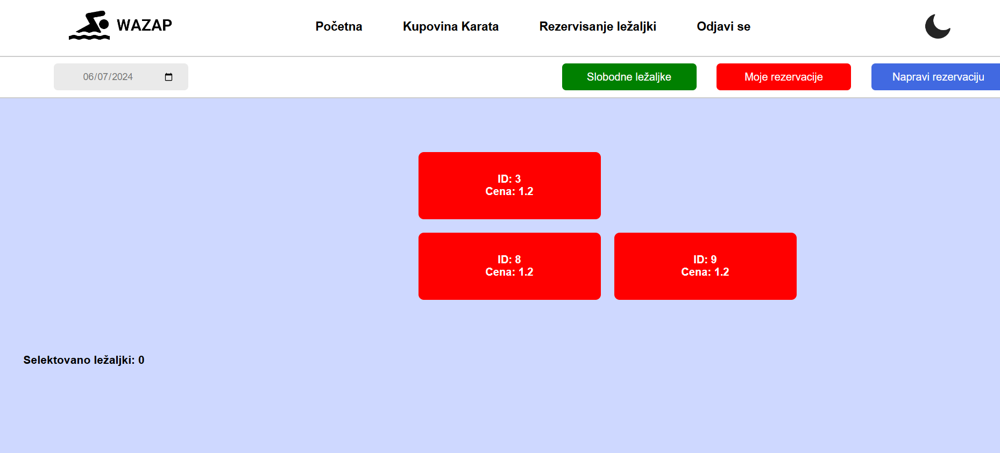 WAZAP
Početna
Kupovina Karata
Rezervisanje ležaljki
Odjavi se
06/07/2024
Slobodne ležaljke
Moje rezervacije
Napravi rezervaciju
ID: 3
Cena: 1.2
ID: 8
Cena: 1.2
ID: 9
Cena: 1.2
Selektovano ležaljki: 0